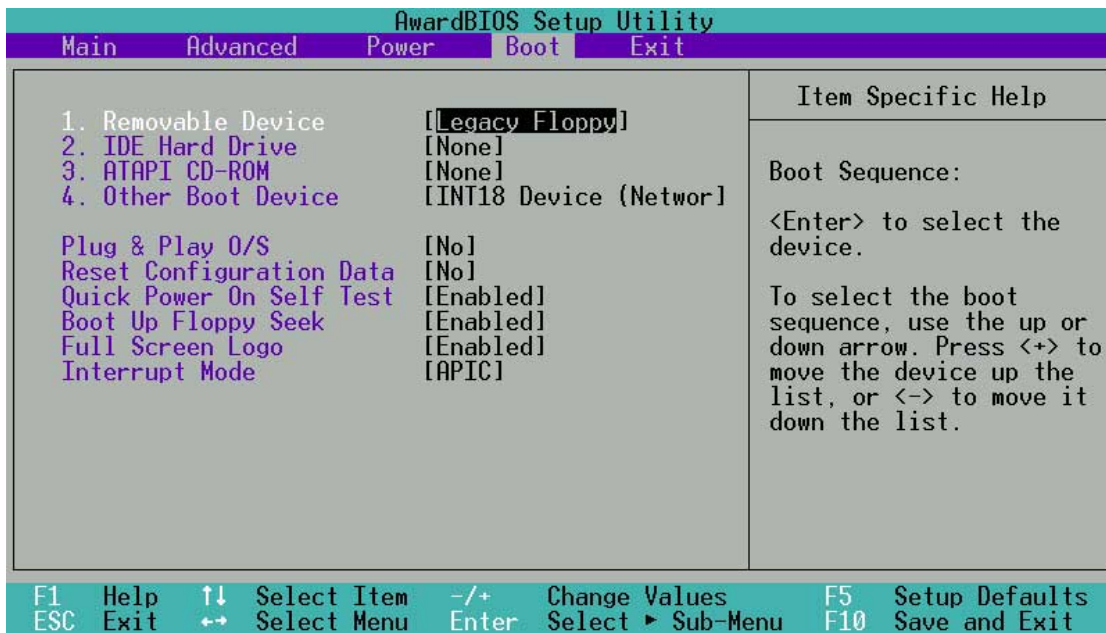 AwardBIOS Setup Utility
Main Advanced Power Boot Exit
1. Removable Device [Legacy Floppy]
2. IDE Hard Drive [None]
3. ATAPI CD-ROM [None]
4. Other Boot Device [INT18 Device (Networ]
Plug & Play O/S [No]
Reset Configuration Data [No]
Quick Power On Self Test [Enabled]
Boot Up Floppy Seek [Enabled]
Full Screen Logo [Enabled]
Interrupt Mode [APIC]
Item Specific Help
Boot Sequence:
<Enter> to select the
device.
To select the boot
sequence, use the up or
down arrow. Press <+> to
move the device up the
list, or <-> to move it
down the list.
F1 Help ↑↓ Select Item -/+ Change Values F5 Setup Defaults
ESC Exit ←→ Select Menu Enter Select ► Sub-Menu F10 Save and Exit